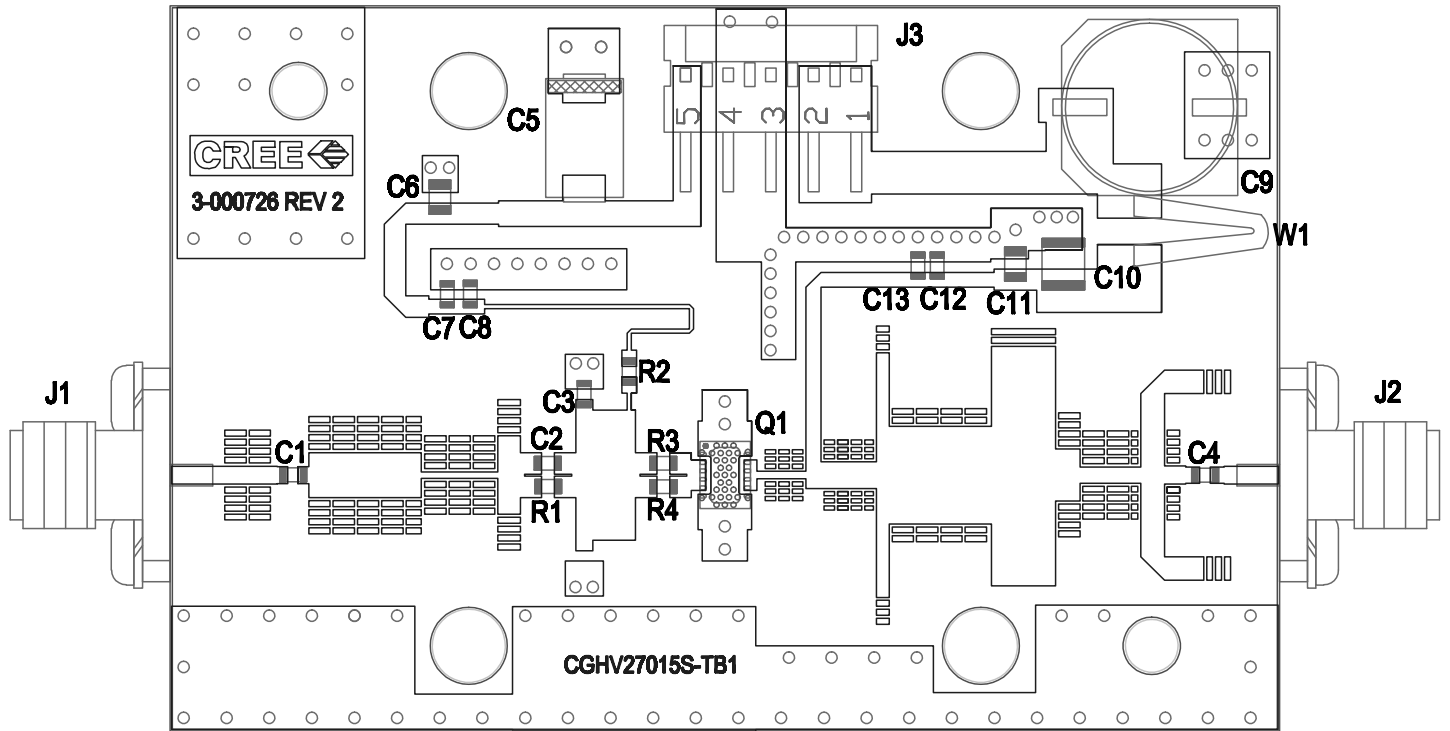 J3
5 4 3 2 1
C5
CREE
C6
C9
3-000726 REV 2
W1
C10
C13 C12 C11
C7 C8
R2
J1
C3
J2
Q1
C2 R3
C1
C4
R1 R4
CGHV27015S-TB1